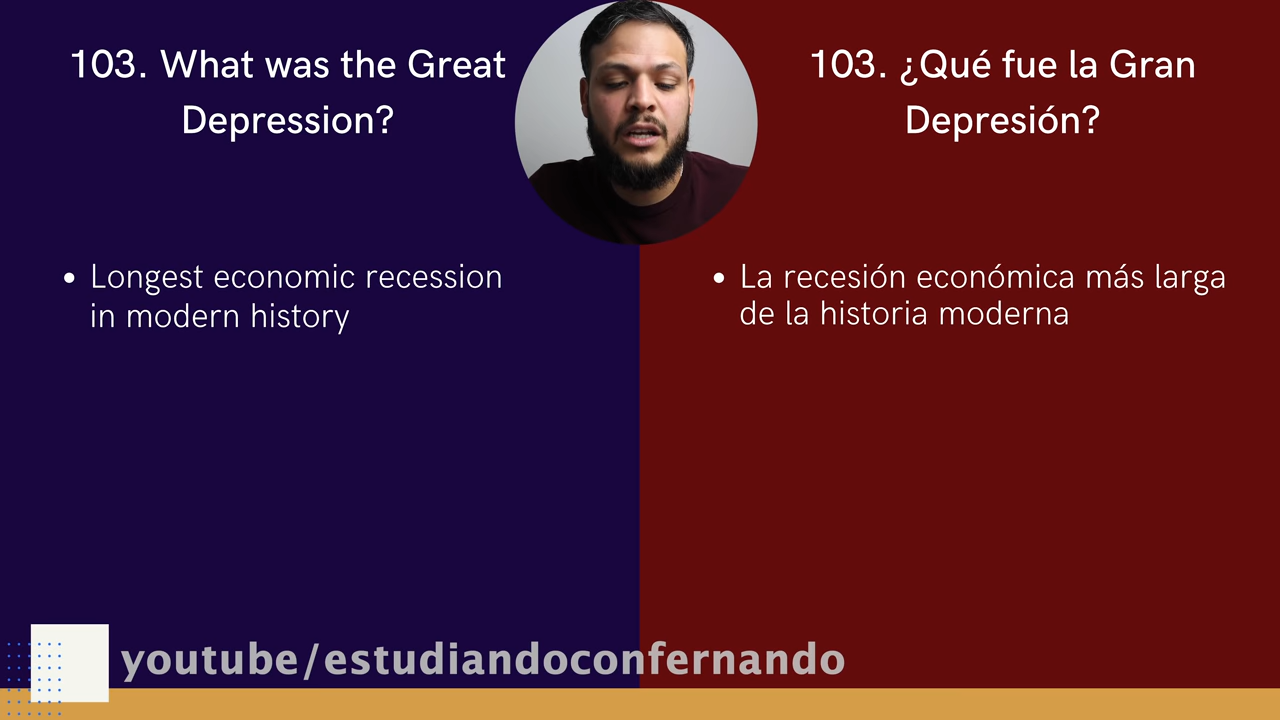 103. What was the Great
Depression?
103. ¿Qué fue la Gran
Depresión?
• Longest economic recession
in modern history
• La recesión económica más larga
de la historia moderna
youtube/estudiandoconfernando